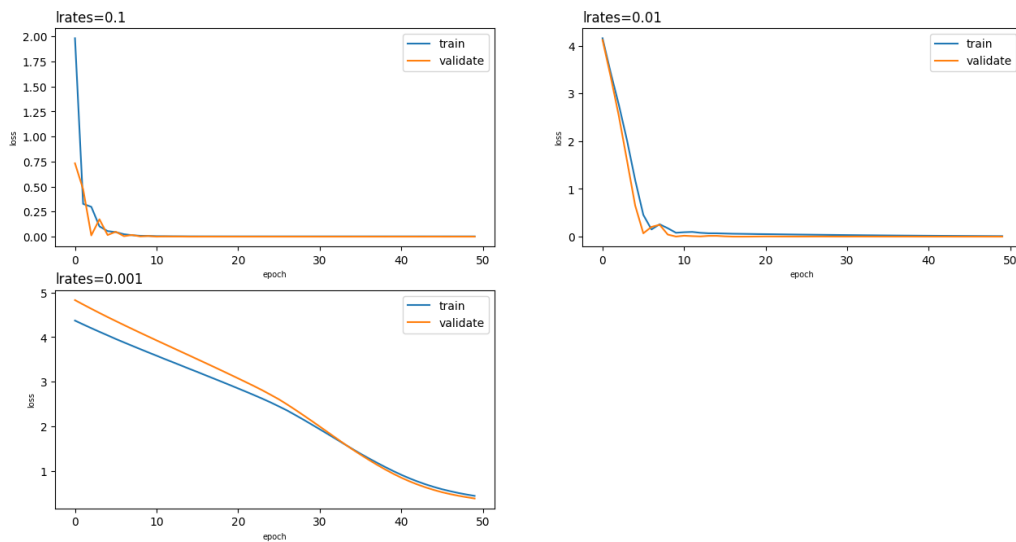 lrates=0.1
2.00
1.75
1.50
1.25
1.00
0.75
0.50
0.25
0.00
loss
train
validate
0 10 20 30 40 50
epoch
lrates=0.01
4
3
2
1
0
loss
train
validate
0 10 20 30 40 50
epoch
lrates=0.001
5
4
3
2
1
loss
train
validate
0 10 20 30 40 50
epoch